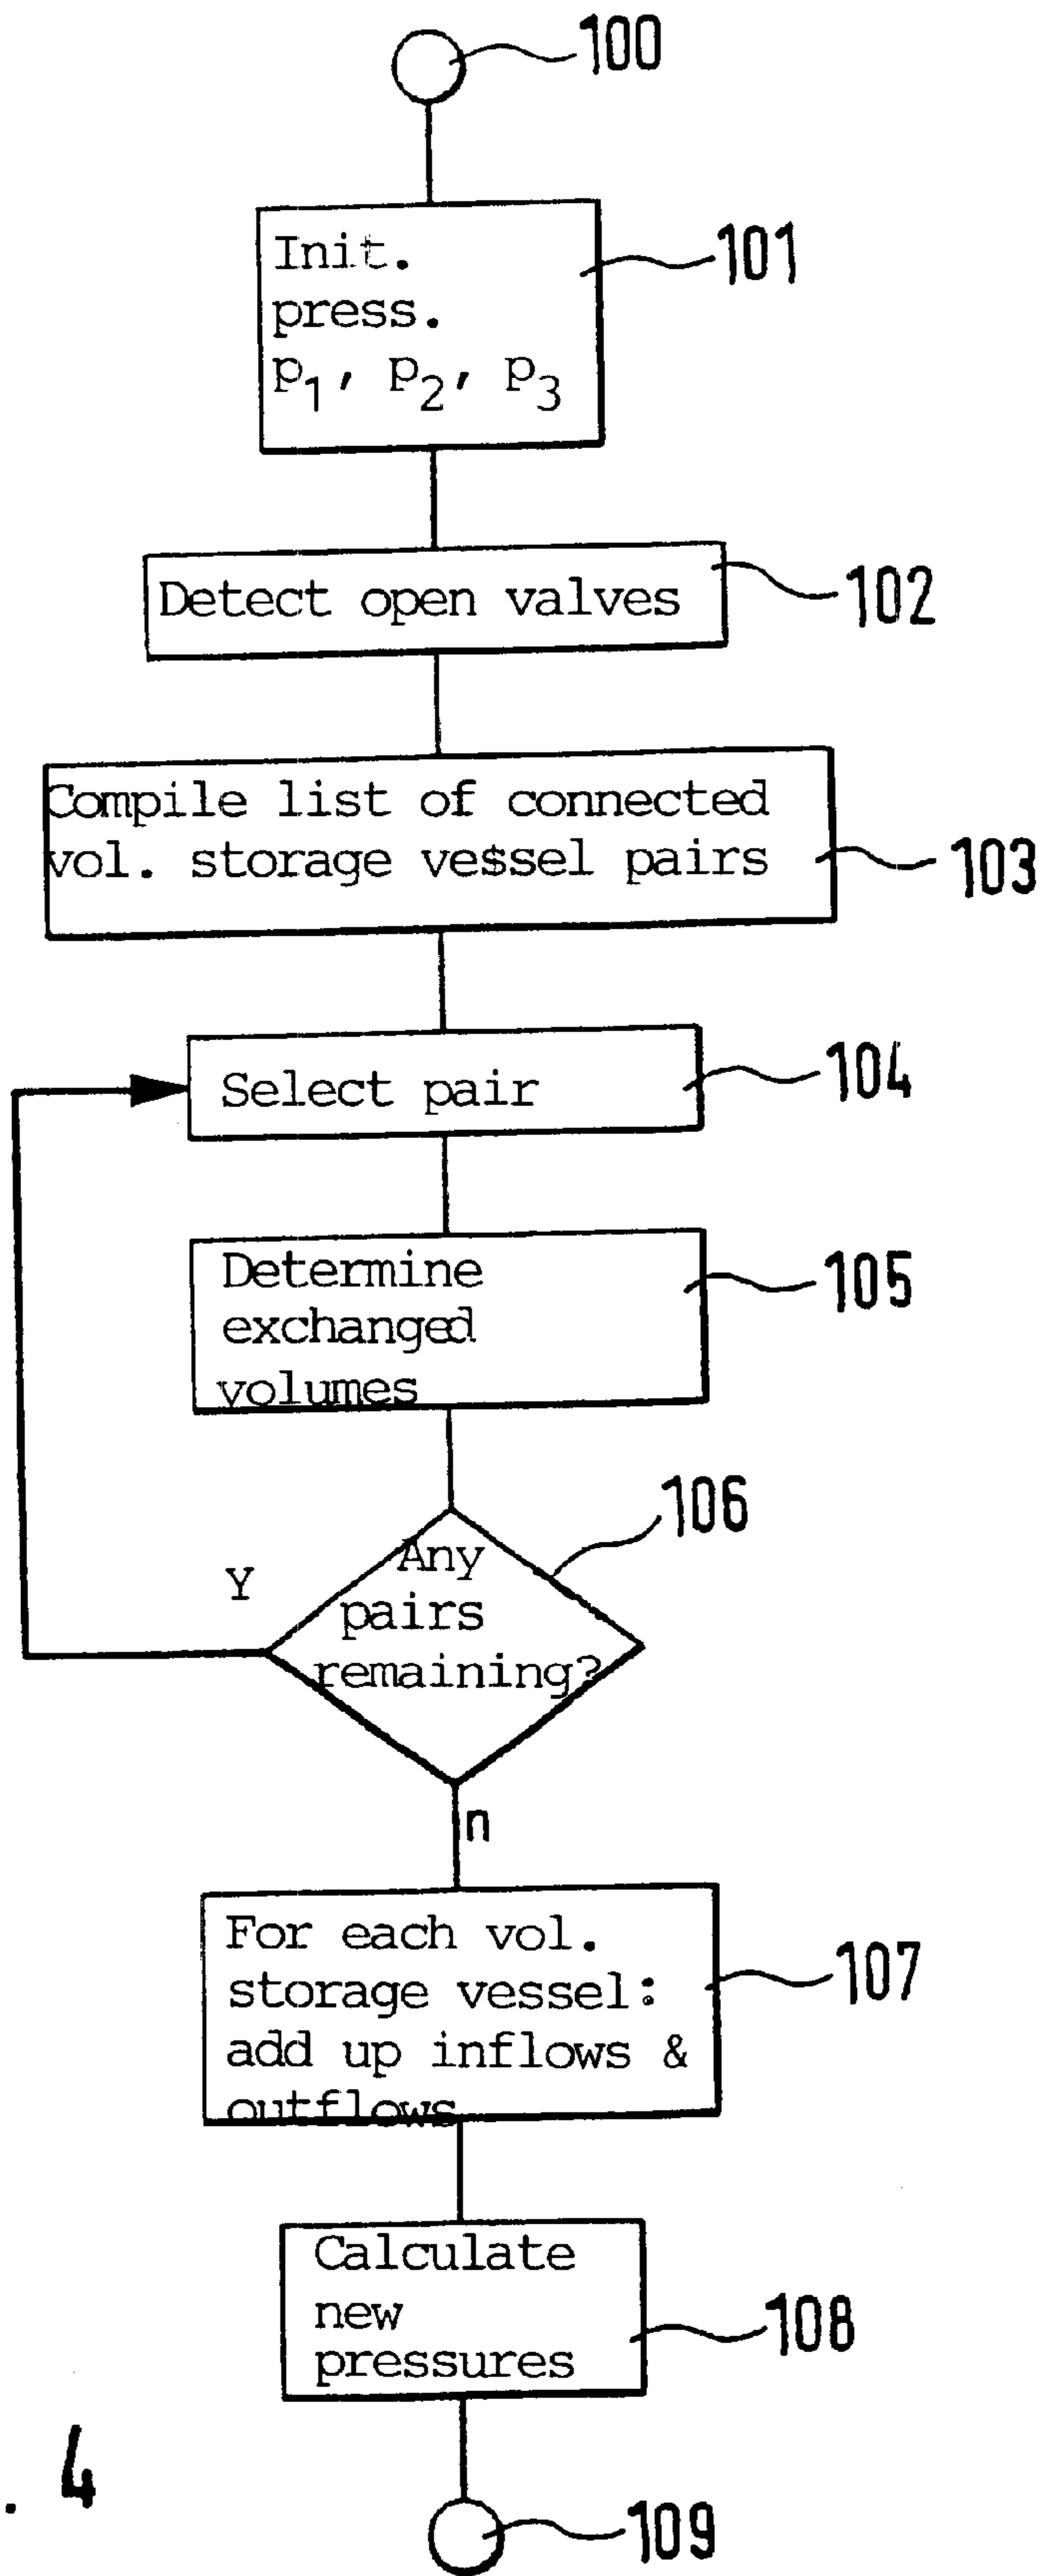 100
Init.
press.
p1, p2, p3
101
Detect open valves
102
Compile list of connected
vol. storage vessel pairs
103
Select pair
104
Determine
exchanged
volumes
105
106
Any
pairs
remaining?
Y
n
For each vol.
storage vessel:
add up inflows &
outflows
107
Calculate
new
pressures
108
. 4
109